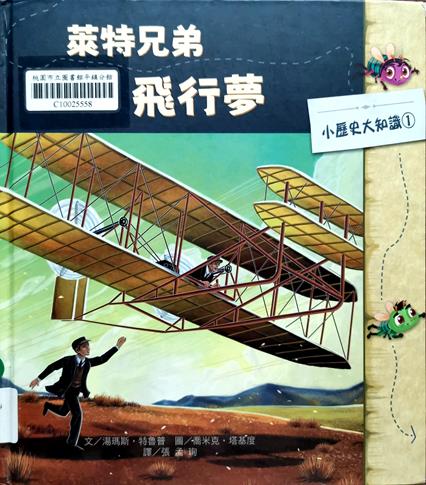 萊特兄弟
桃園市立圖書館平鎮分館
C10025558
飛行夢
小歷史大知識①
文／湯瑪斯・特魯普 圖／喬米克・塔基度
譯／張孟珣